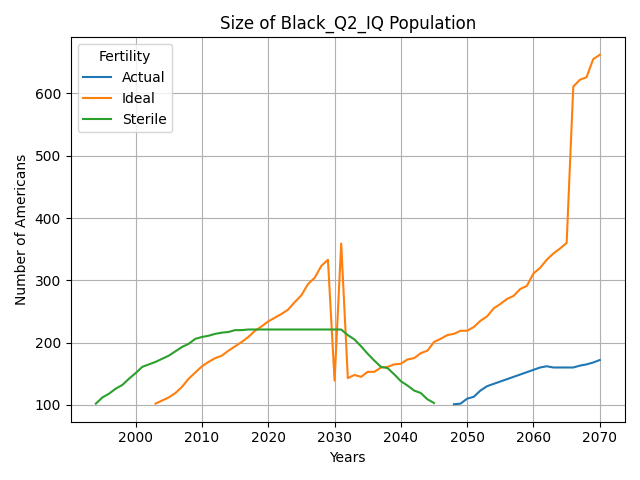 Size of Black_Q2_IQ Population
Fertility
Actual
Ideal
Sterile
Number of Americans
600
500
400
300
200
100
2000
2010
2020
2030
2040
2050
2060
2070
Years